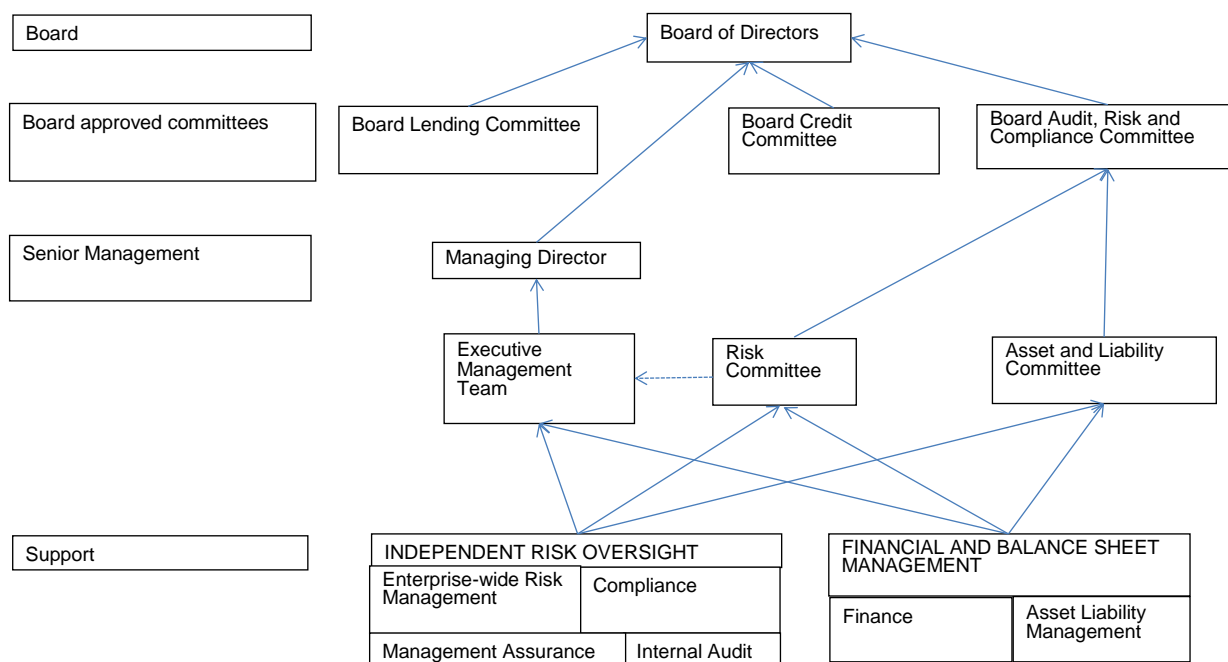 Board
Board of Directors
Board approved committees
Board Lending Committee
Board Credit
Committee
Board Audit, Risk and
Compliance Committee
Senior Management
Managing Director
Executive
Management
Team
Risk
Committee
Asset and Liability
Committee
Support
INDEPENDENT RISK OVERSIGHT
Enterprise-wide Risk
Management
Compliance
Management Assurance
Internal Audit
FINANCIAL AND BALANCE SHEET
MANAGEMENT
Finance
Asset Liability
Management